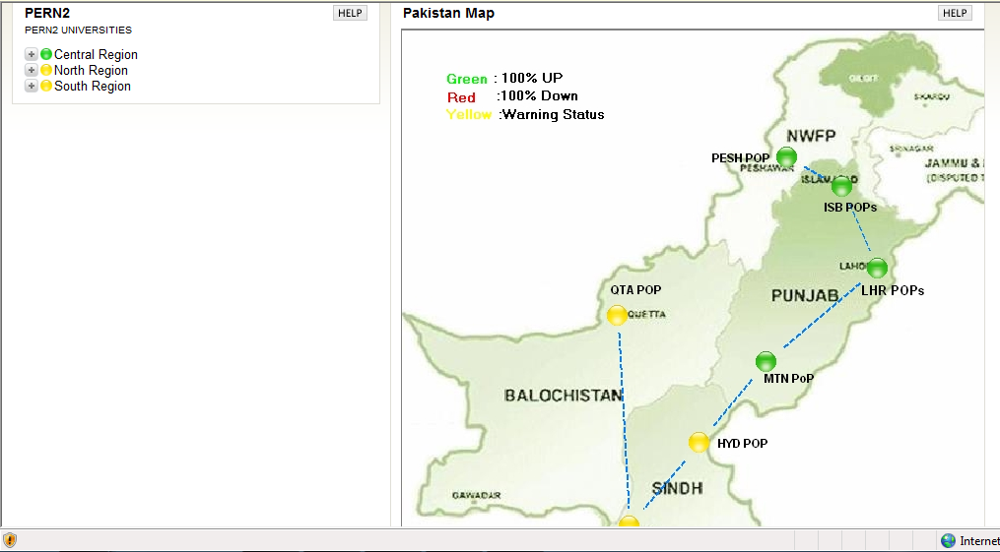 PERN2
HELP
PERN2 UNIVERSITIES
Central Region
North Region
South Region
Pakistan Map
HELP
Green : 100% UP
Red :100% Down
Yellow :Warning Status
GILGIT
SKARDU
NWFP
SRINAGAR
PESH POP
PESHAWAR
JAMMU &
(DISPUTED T
ISLAMABAD
ISB POPs
LAHO
LHR POPs
QTA POP
PUNJAB
QUETTA
MTN PoP
BALOCHISTAN
HYD POP
SINDH
GAWADAR
Internet